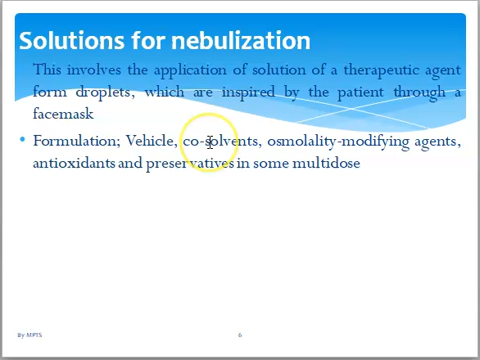 Solutions for nebulization
This involves the application of solution of a therapeutic agent
form droplets, which are inspired by the patient through a
facemask
• Formulation; Vehicle, co-solvents, osmolality-modifying agents,
antioxidants and preservatives in some multidose
By MPTS
6